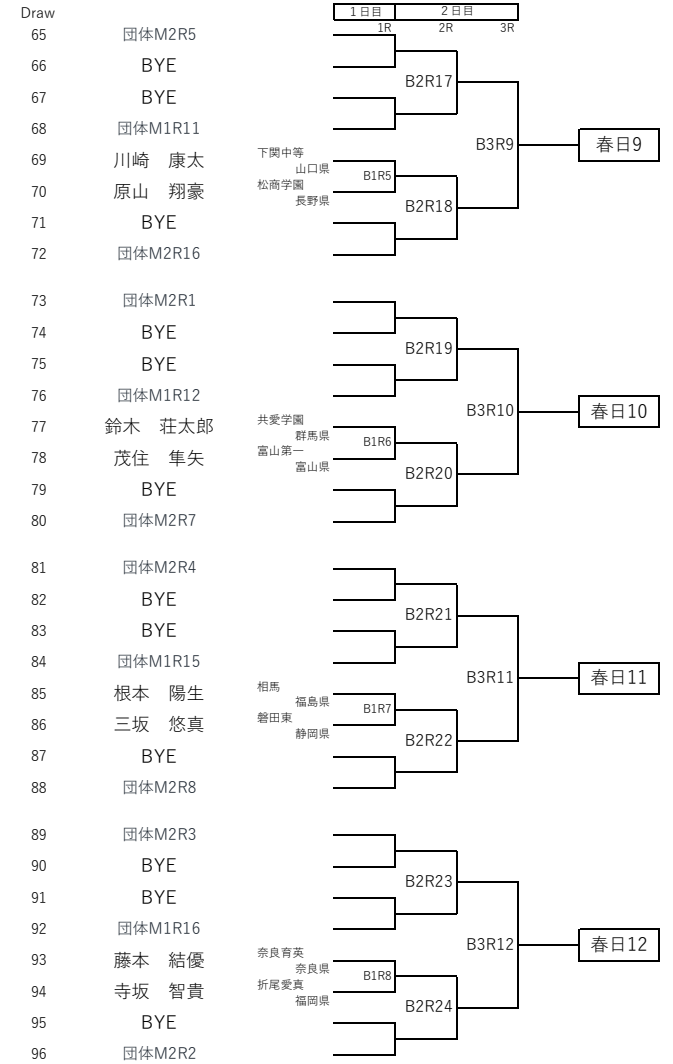 Draw
1日目 2日目
1R 2R 3R
65 団体M2R5
66 BYE
B2R17
67 BYE
68 団体M1R11
B3R9 春日9
69 川崎　康太 下関中等
山口県
B1R5
70 原山　翔豪 松商学園
長野県
B2R18
71 BYE
72 団体M2R16
73 団体M2R1
74 BYE
B2R19
75 BYE
76 団体M1R12
B3R10 春日10
77 鈴木　荘太郎 共愛学園
群馬県
B1R6
78 茂住　隼矢 富山第一
富山県
B2R20
79 BYE
80 団体M2R7
81 団体M2R4
82 BYE
B2R21
83 BYE
84 団体M1R15
B3R11 春日11
85 根本　陽生 相馬
福島県
B1R7
86 三坂　悠真 磐田東
静岡県
B2R22
87 BYE
88 団体M2R8
89 団体M2R3
90 BYE
B2R23
91 BYE
92 団体M1R16
B3R12 春日12
93 藤本　結優 奈良育英
奈良県
B1R8
94 寺坂　智貴 折尾愛真
福岡県
B2R24
95 BYE
96 団体M2R2